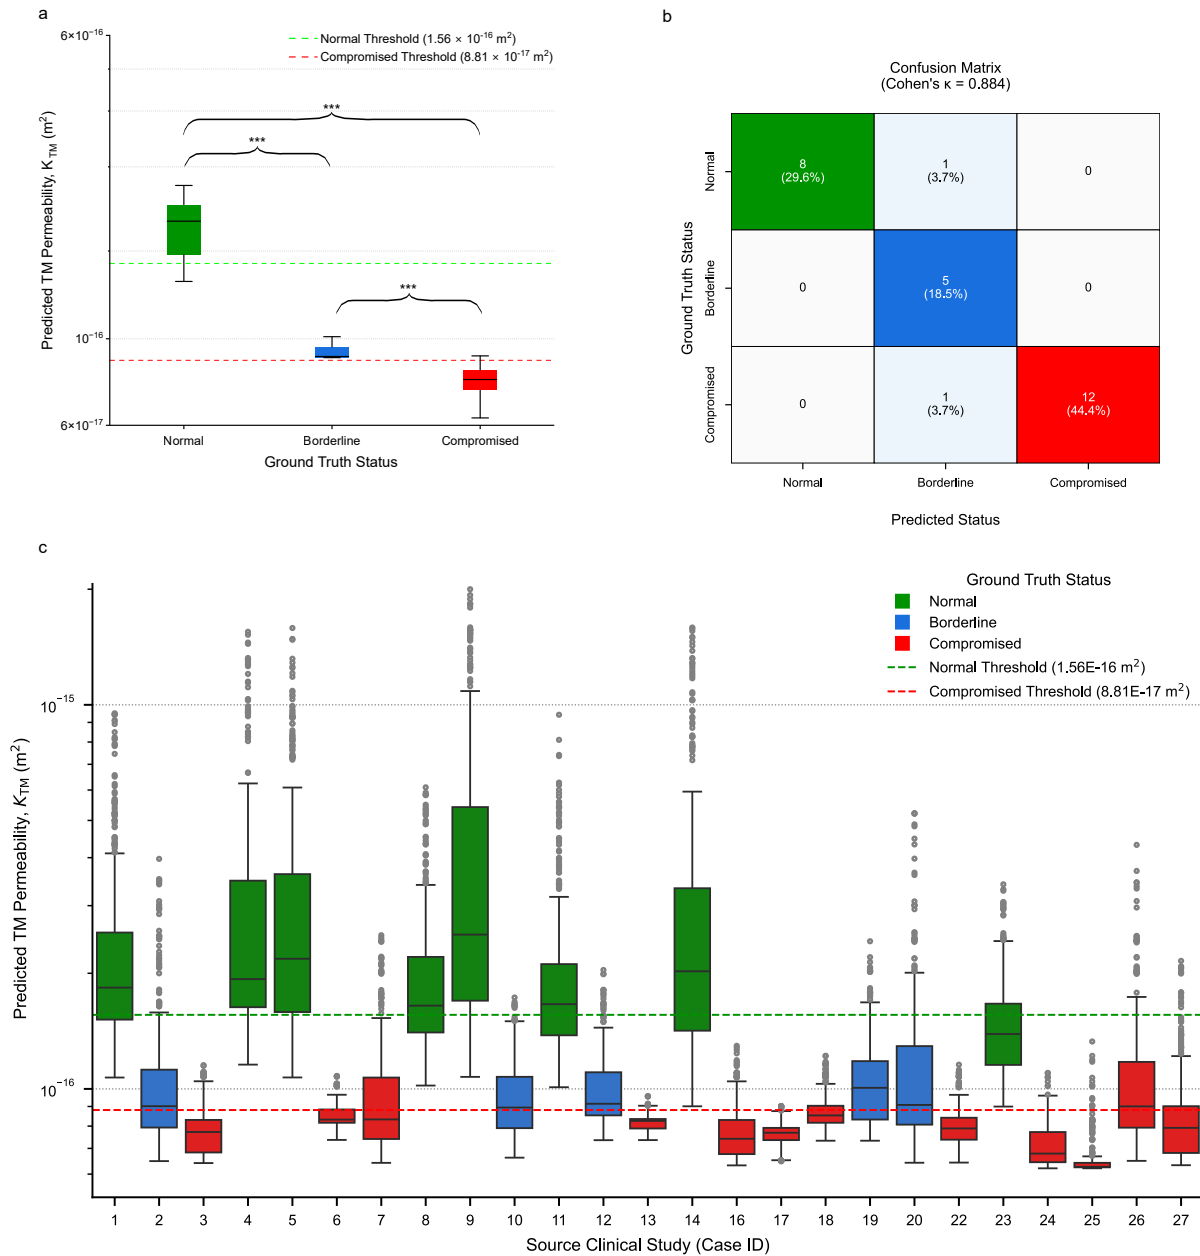 a
6×10⁻¹⁶
Normal Threshold (1.56 × 10⁻¹⁶ m²)
Compromised Threshold (8.81 × 10⁻¹⁷ m²)
***
***
***
Predicted TM Permeability, K_TM (m²)
10⁻¹⁶
6×10⁻¹⁷
Normal Borderline Compromised
Ground Truth Status
b
Confusion Matrix
(Cohen's κ = 0.884)
Ground Truth Status
Normal
8
(29.6%)
1
(3.7%)
0
Borderline
0
5
(18.5%)
0
Compromised
0
1
(3.7%)
12
(44.4%)
Normal Borderline Compromised
Predicted Status
c
Ground Truth Status
Normal
Borderline
Compromised
Normal Threshold (1.56E-16 m²)
Compromised Threshold (8.81E-17 m²)
Predicted TM Permeability, K_TM (m²)
10⁻¹⁵
10⁻¹⁶
1 2 3 4 5 6 7 8 9 10 11 12 13 14 16 17 18 19 20 22 23 24 25 26 27
Source Clinical Study (Case ID)